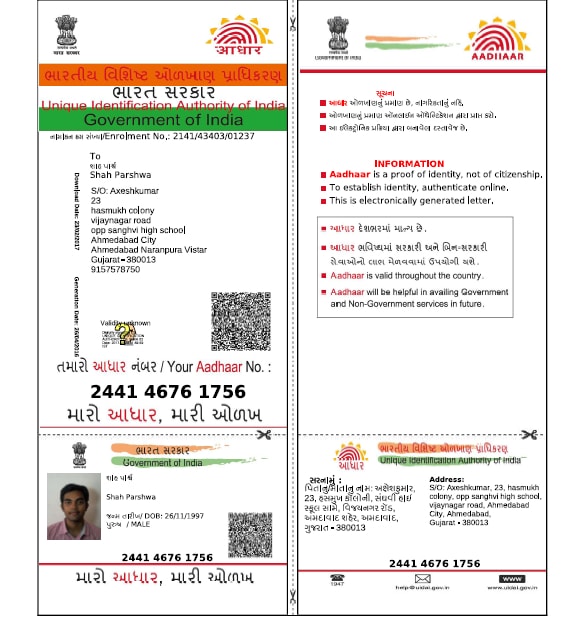 भारत सरकार
आधार
ભારતીય વિશિષ્ટ ઓળખાણ પ્રાધિકરણ
ભારત સરકાર
Unique Identification Authority of India
Government of India
નામાંકન ક્રમ સંખ્યા/Enrolment No.: 2141/43403/01237
To
શાહ પાર્શ્વ
Shah Parshwa
S/O: Axeshkumar
23
hasmukh colony
vijaynagar road
opp sanghvi high school
Ahmedabad City
Ahmedabad Naranpura Vistar
Gujarat - 380013
9157578750
Download Date: 23/02/2017
Generation Date: 26/04/2016
Validity unknown
તમારો આધાર નંબર / Your Aadhaar No. :
2441 4676 1756
મારો આધાર, મારી ઓળખ
ભારત સરકાર
Government of India
શાહ પાર્શ્વ
Shah Parshwa
જન્મ તારીખ/ DOB: 26/11/1997
પુરુષ / MALE
2441 4676 1756
મારો આધાર, મારી ઓળખ
GOVERNMENT OF INDIA
AADHAAR
સૂચના
આધાર ઓળખાણનું પ્રમાણ છે, નાગરિકતાનું નહિ.
ઓળખાણનું પ્રમાણ ઓનલાઈન ઓથેન્ટિકેશન દ્વારા પ્રાપ્ત કરો.
આ ઇલેક્ટ્રોનિક પ્રક્રિયા દ્વારા બનાવેલ દસ્તાવેજ છે.
INFORMATION
Aadhaar is a proof of identity, not of citizenship.
To establish identity, authenticate online.
This is electronically generated letter.
આધાર દેશભરમાં માન્ય છે .
આધાર ભવિષ્યમાં સરકારી અને બિન-સરકારી
સેવાઓનો લાભ મેળવવામાં ઉપયોગી થશે .
Aadhaar is valid throughout the country.
Aadhaar will be helpful in availing Government
and Non-Government services in future.
આધાર
ભારતીય વિશિષ્ટ ઓળખાણ પ્રાધિકરણ
Unique Identification Authority of India
સરનામું :
પિતાનું/માતાનું નામ: અક્ષેશકુમાર,
23, હસમુખ કોલોની, સંઘવી હાઈ
સ્કૂલ સામે, વિજયનગર રોડ,
અમદાવાદ શહેર, અમદાવાદ,
ગુજરાત - 380013
Address:
S/O: Axeshkumar, 23, hasmukh
colony, opp sanghvi high school,
vijaynagar road, Ahmedabad
City, Ahmedabad,
Gujarat - 380013
2441 4676 1756
1947
help@uidai.gov.in
www
www.uidai.gov.in